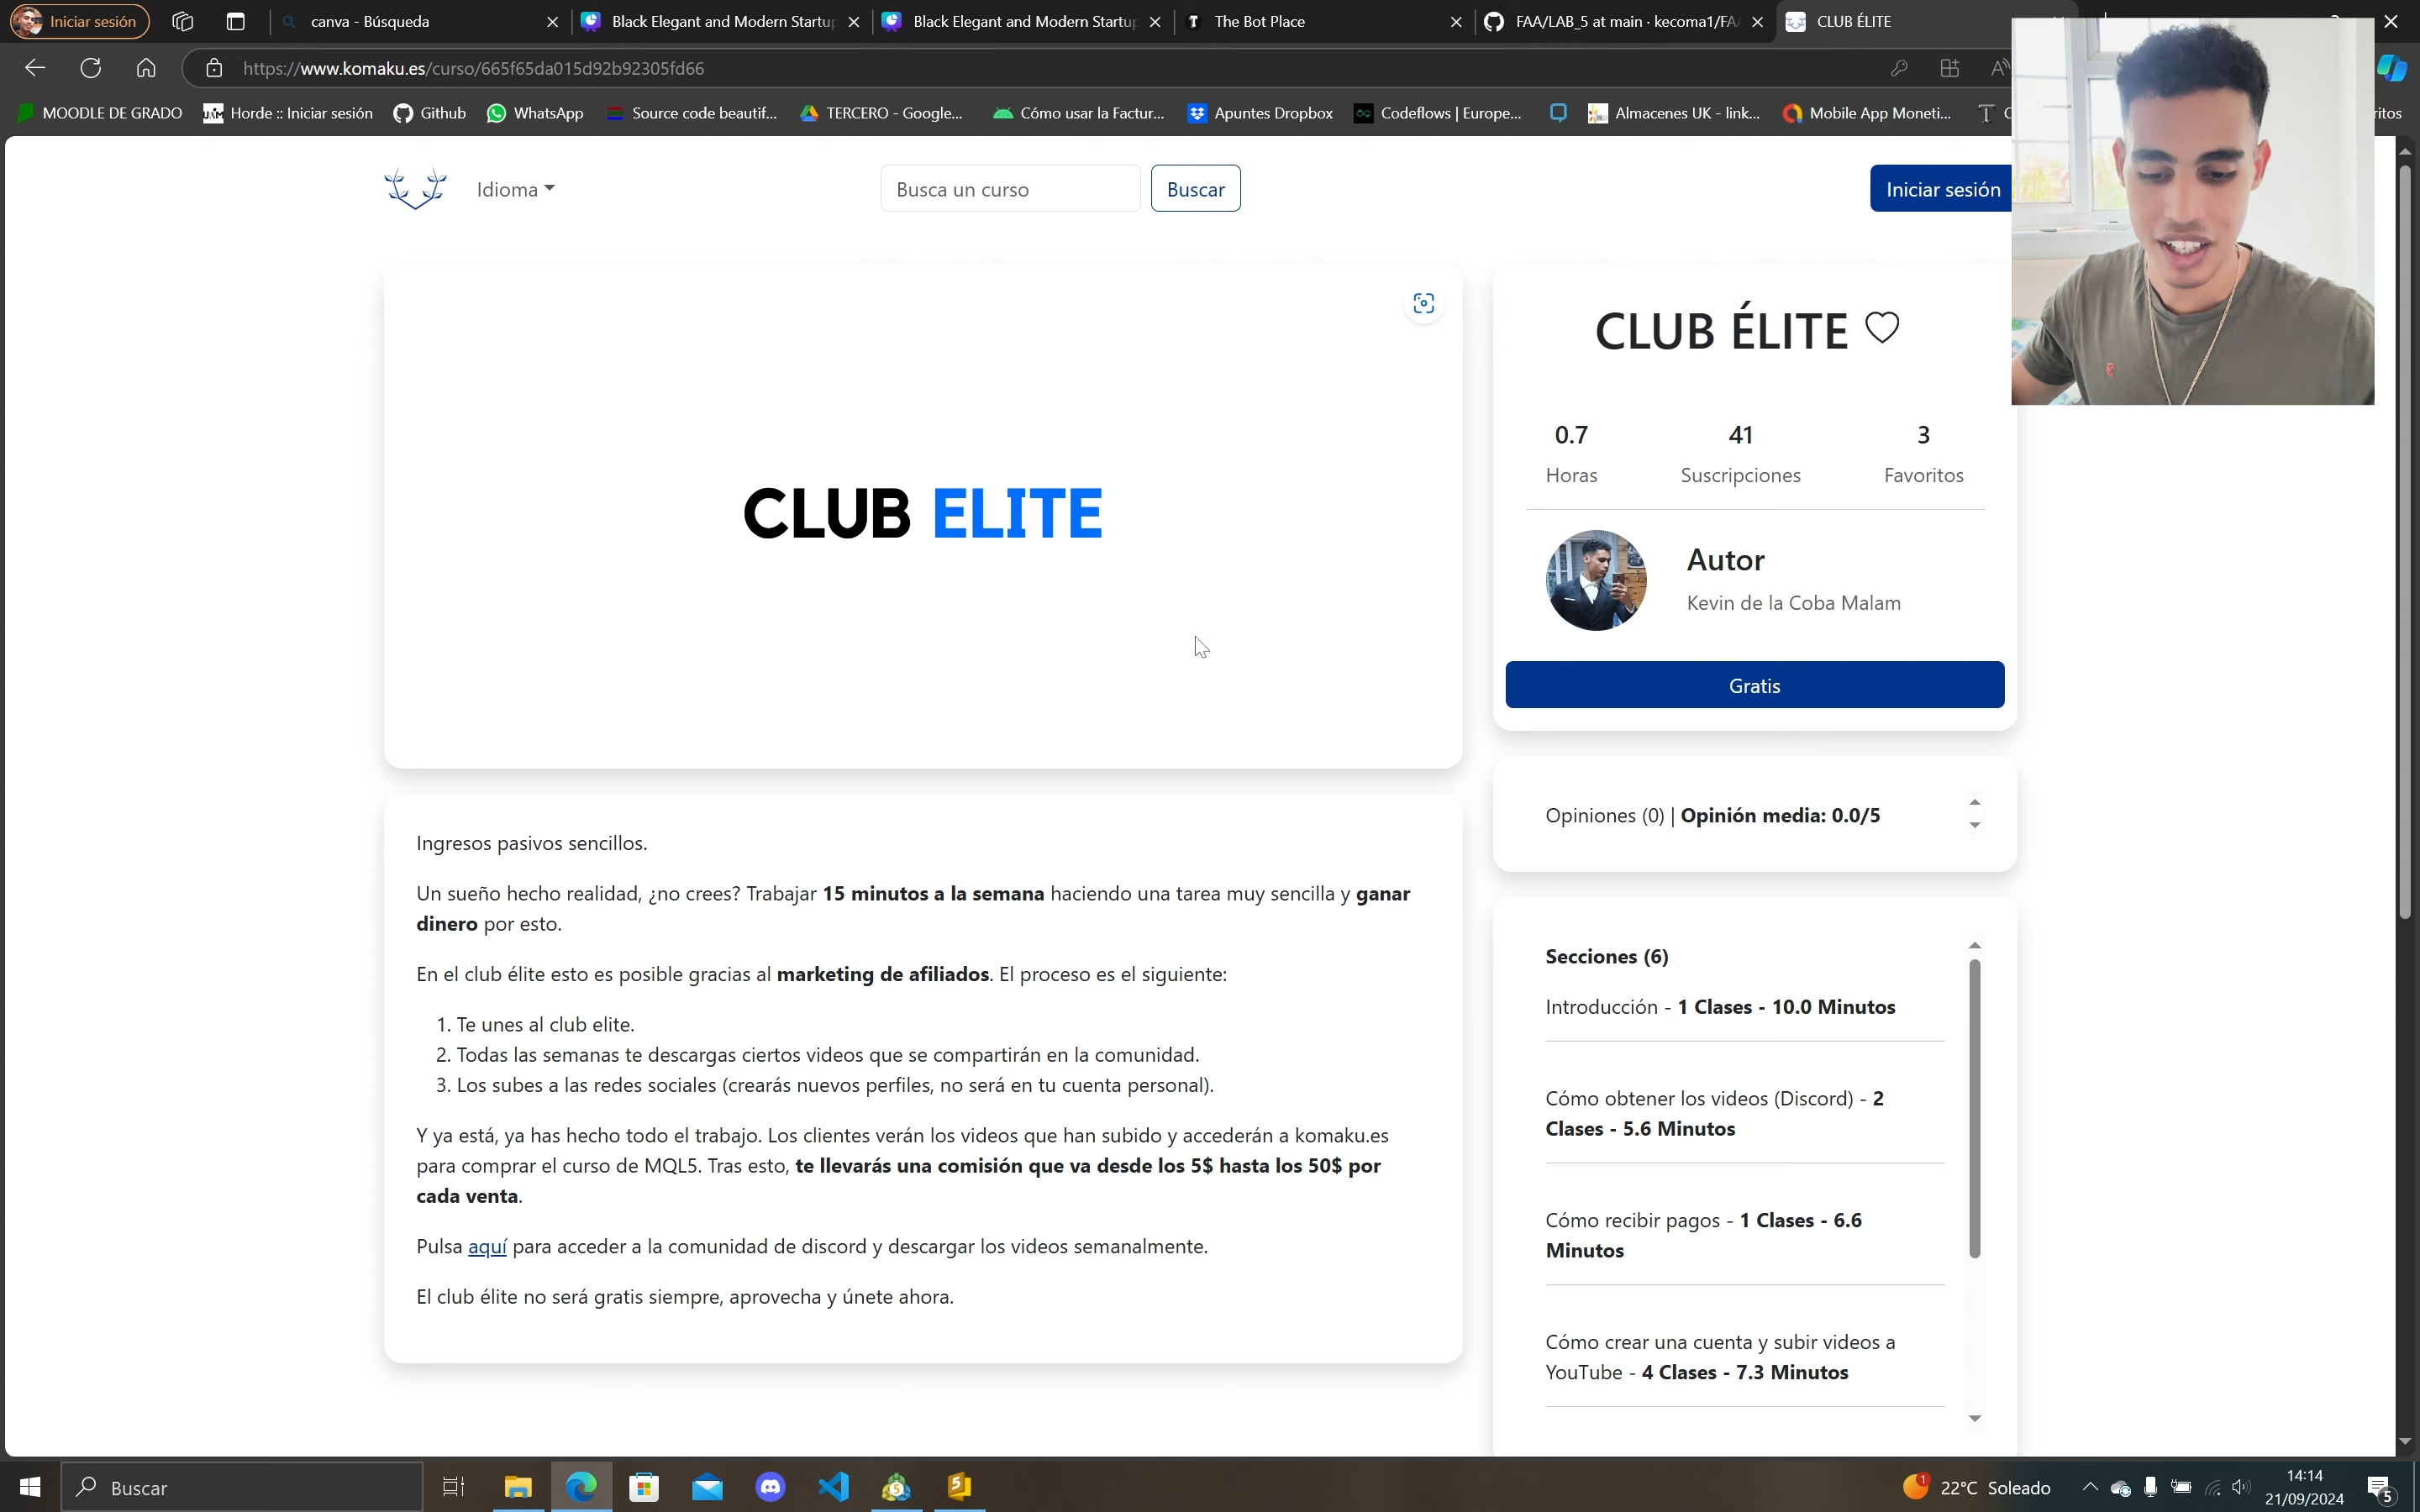 Iniciar sesión
canva - Búsqueda
Black Elegant and Modern Startup
Black Elegant and Modern Startup
The Bot Place
FAA/LAB_5 at main · kecoma1/FA
CLUB ÉLITE
https://www.komaku.es/curso/665f65da015d92b92305fd66
MOODLE DE GRADO
Horde :: Iniciar sesión
Github
WhatsApp
Source code beautif...
TERCERO - Google...
Cómo usar la Factur...
Apuntes Dropbox
Codeflows | Europe...
Almacenes UK - link...
Mobile App Moneti...
ritos
Idioma
Busca un curso
Buscar
Iniciar sesión
CLUB ELITE
CLUB ÉLITE
0.7
41
3
Horas
Suscripciones
Favoritos
Autor
Kevin de la Coba Malam
Gratis
Opiniones (0) | Opinión media: 0.0/5
Ingresos pasivos sencillos.
Un sueño hecho realidad, ¿no crees? Trabajar 15 minutos a la semana haciendo una tarea muy sencilla y ganar
dinero por esto.
En el club élite esto es posible gracias al marketing de afiliados. El proceso es el siguiente:
1. Te unes al club elite.
2. Todas las semanas te descargas ciertos videos que se compartirán en la comunidad.
3. Los subes a las redes sociales (crearás nuevos perfiles, no será en tu cuenta personal).
Y ya está, ya has hecho todo el trabajo. Los clientes verán los videos que han subido y accederán a komaku.es
para comprar el curso de MQL5. Tras esto, te llevarás una comisión que va desde los 5$ hasta los 50$ por
cada venta.
Pulsa aquí para acceder a la comunidad de discord y descargar los videos semanalmente.
El club élite no será gratis siempre, aprovecha y únete ahora.
Secciones (6)
Introducción - 1 Clases - 10.0 Minutos
Cómo obtener los videos (Discord) - 2
Clases - 5.6 Minutos
Cómo recibir pagos - 1 Clases - 6.6
Minutos
Cómo crear una cuenta y subir videos a
YouTube - 4 Clases - 7.3 Minutos
Buscar
22°C Soleado
14:14
21/09/2024
5